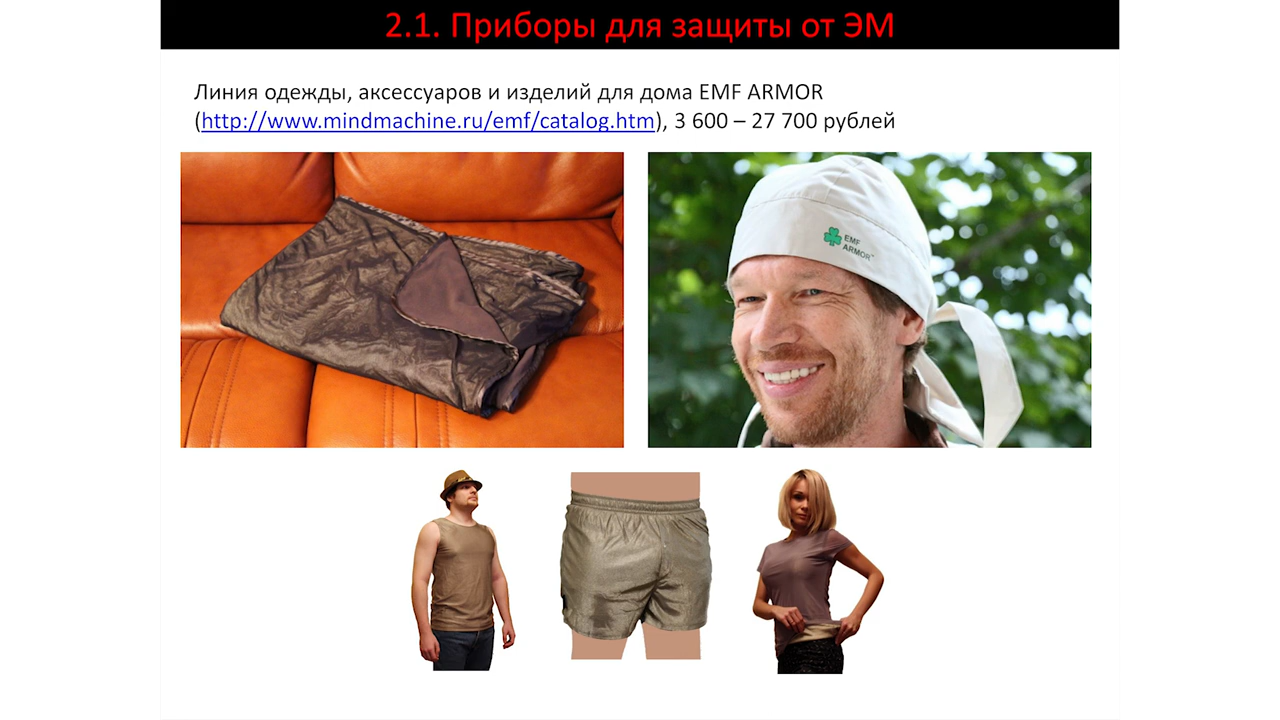 2.1. Приборы для защиты от ЭМ
Линия одежды, аксессуаров и изделий для дома EMF ARMOR
(http://www.mindmachine.ru/emf/catalog.htm), 3 600 – 27 700 рублей
EMF
ARMOR™